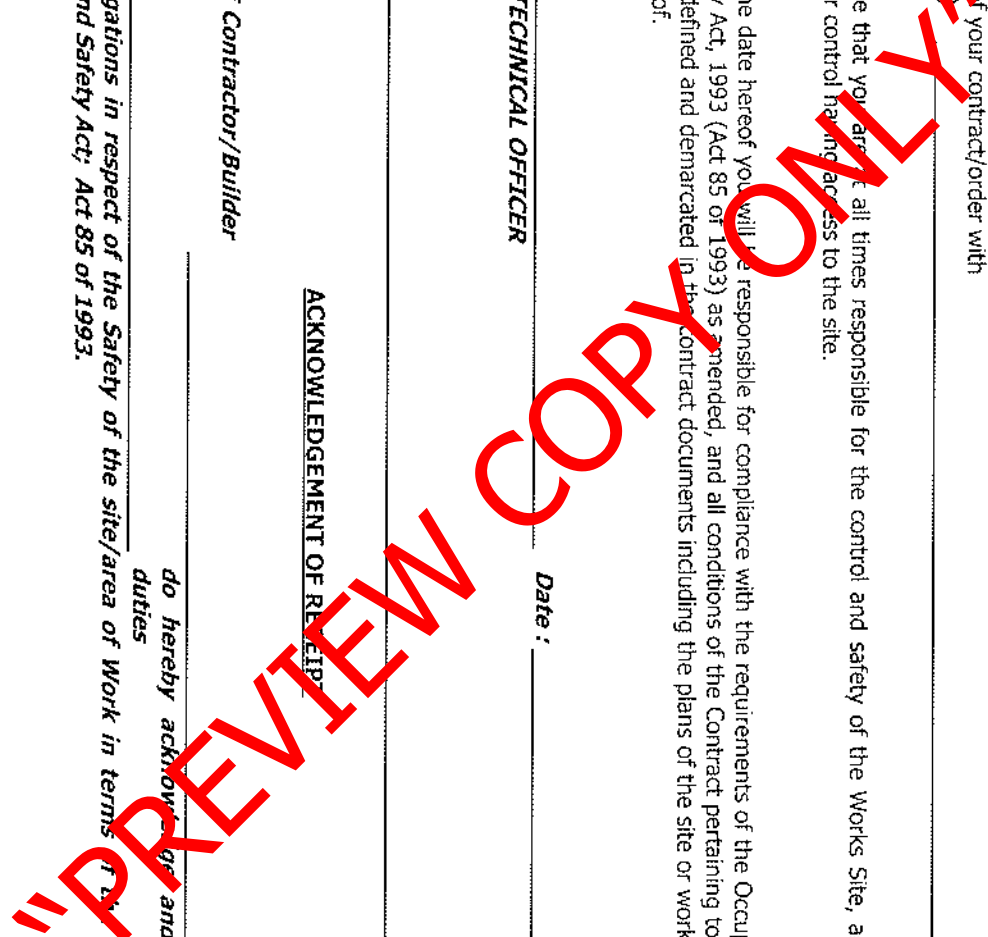 f your contract/order with
e that you are at all times responsible for the control and safety of the Works Site, a
r control having access to the site.
he date hereof you will be responsible for compliance with the requirements of the Occup
y Act, 1993 (Act 85 of 1993) as amended, and all conditions of the Contract pertaining to
defined and demarcated in the contract documents including the plans of the site or work
of.
TECHNICAL OFFICER Date :
ACKNOWLEDGEMENT OF RECEIPT
f Contractor/Builder
do hereby acknowledge and
duties
gations in respect of the Safety of the site/area of Work in terms of the
nd Safety Act; Act 85 of 1993.
"PREVIEW COPY ONLY"